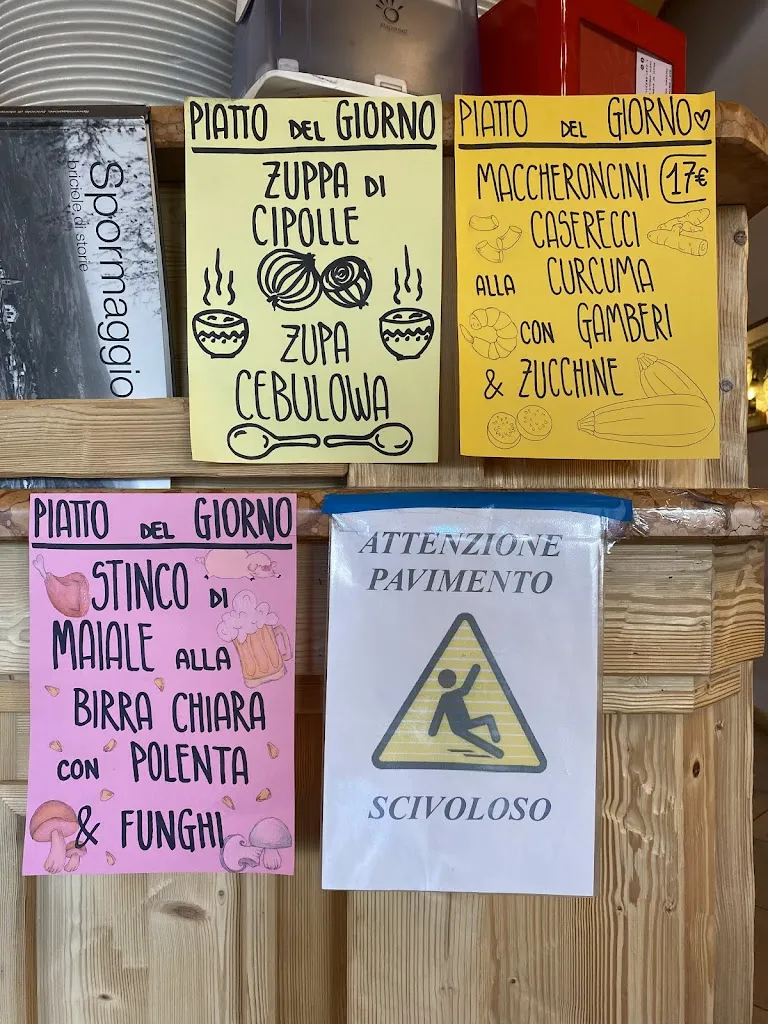 Spormaggio
briciole di storie
PIATTO DEL GIORNO
ZUPPA DI
CIPOLLE
ZUPA
CEBULOWA
PIATTO DEL GIORNO♡
MACCHERONCINI 17€
CASERECCI
ALLA CURCUMA
CON GAMBERI
& ZUCCHINE
PIATTO DEL GIORNO
STINCO DI
MAIALE ALLA
BIRRA CHIARA
CON POLENTA
& FUNGHI
ATTENZIONE
PAVIMENTO
SCIVOLOSO